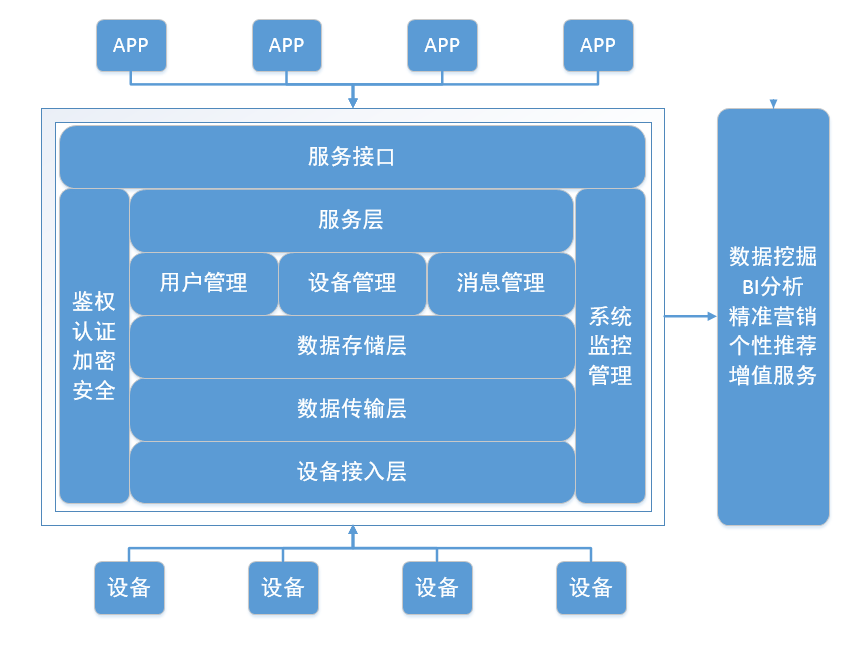 APP
APP
APP
APP
服务接口
服务层
用户管理
设备管理
消息管理
数据存储层
数据传输层
设备接入层
鉴权
认证
加密
安全
系统
监控
管理
数据挖掘
BI分析
精准营销
个性推荐
增值服务
设备
设备
设备
设备